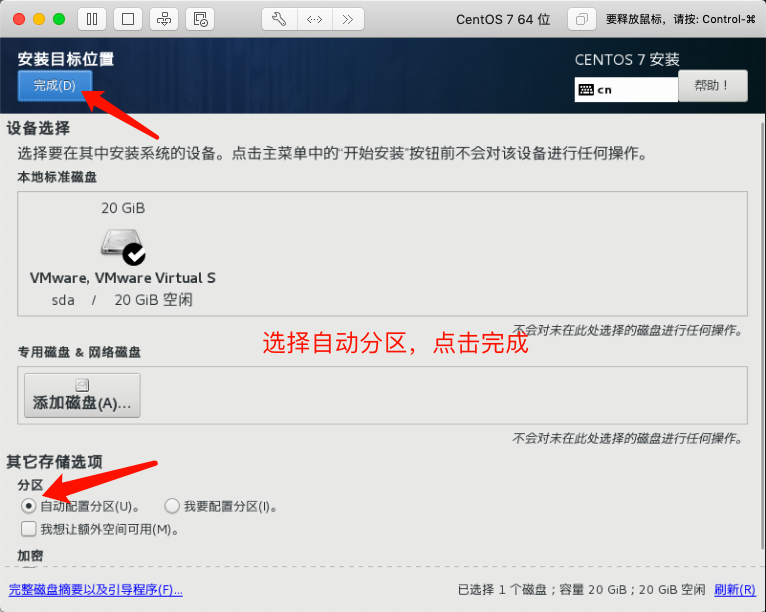 CentOS 7 64 位
要释放鼠标，请按: Control-⌘
安装目标位置
CENTOS 7 安装
完成(D)
cn
帮助！
设备选择
选择要在其中安装系统的设备。点击主菜单中的“开始安装”按钮前不会对该设备进行任何操作。
本地标准磁盘
20 GiB
VMware, VMware Virtual S
sda / 20 GiB 空闲
不会对未在此处选择的磁盘进行任何操作。
选择自动分区，点击完成
专用磁盘 & 网络磁盘
添加磁盘(A)...
不会对未在此处选择的磁盘进行任何操作。
其它存储选项
分区
自动配置分区(U)。 我要配置分区(I)。
我想让额外空间可用(M)。
加密
完整磁盘摘要以及引导程序(F)...
已选择 1 个磁盘；容量 20 GiB；20 GiB 空闲 刷新(R)